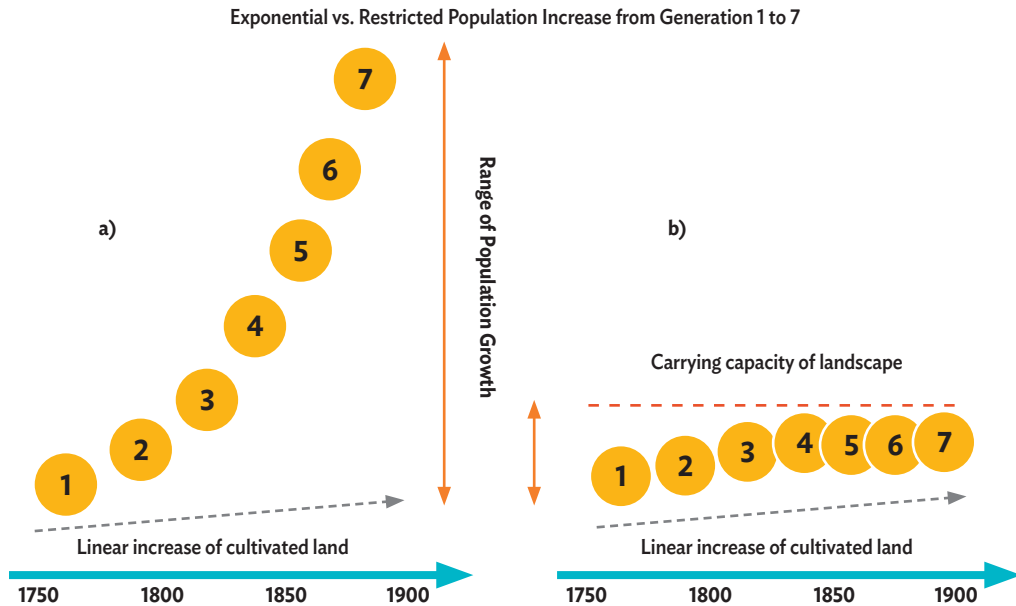 Exponential vs. Restricted Population Increase from Generation 1 to 7
a)
7
6
5
4
3
2
1
Range of Population Growth
Linear increase of cultivated land
1750 1800 1850 1900
b)
Carrying capacity of landscape
1 2 3 4 5 6 7
Linear increase of cultivated land
1750 1800 1850 1900